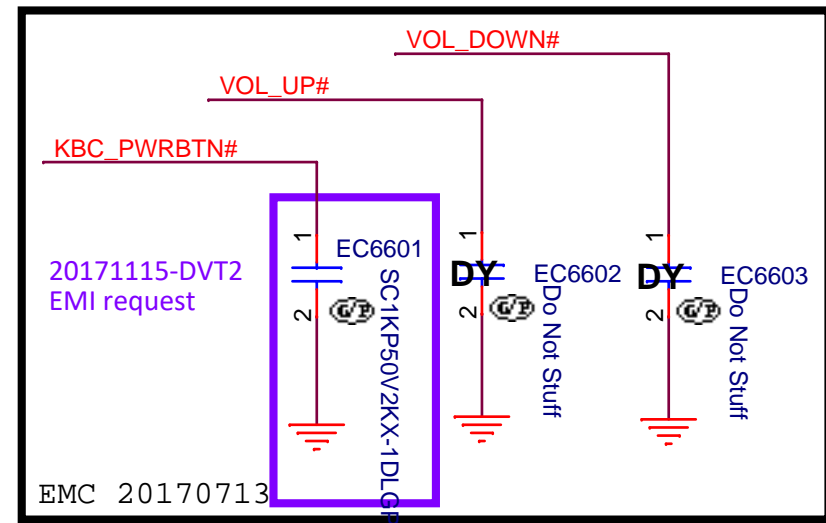 VOL_DOWN#
VOL_UP#
KBC_PWRBTN#
20171115-DVT2
EMI request
1
EC6601
SC1KP50V2KX-1DLGP
2
G/P
1
DY
EC6602
Do Not Stuff
2
G/P
1
DY
EC6603
Do Not Stuff
2
G/P
EMC 20170713